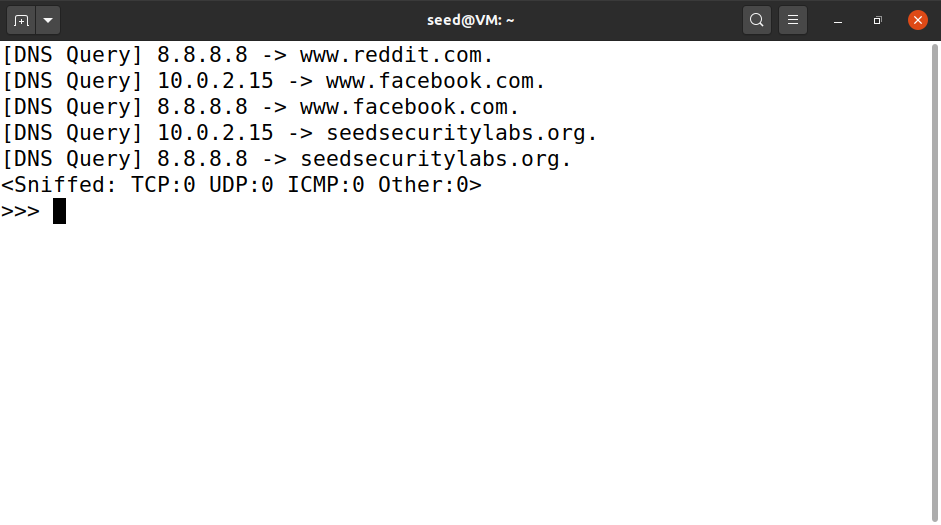 seed@VM: ~
[DNS Query] 8.8.8.8 -> www.reddit.com.
[DNS Query] 10.0.2.15 -> www.facebook.com.
[DNS Query] 8.8.8.8 -> www.facebook.com.
[DNS Query] 10.0.2.15 -> seedsecuritylabs.org.
[DNS Query] 8.8.8.8 -> seedsecuritylabs.org.
<Sniffed: TCP:0 UDP:0 ICMP:0 Other:0>
>>>